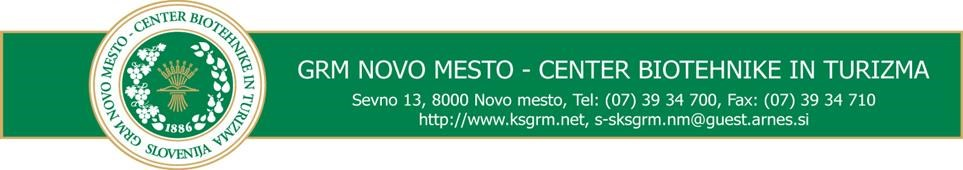 GRM NOVO MESTO - CENTER BIOTEHNIKE IN TURIZMA
SLOVENIJA
1886
GRM NOVO MESTO - CENTER BIOTEHNIKE IN TURIZMA
Sevno 13, 8000 Novo mesto, Tel: (07) 39 34 700, Fax: (07) 39 34 710
http://www.ksgrm.net, s-sksgrm.nm@guest.arnes.si